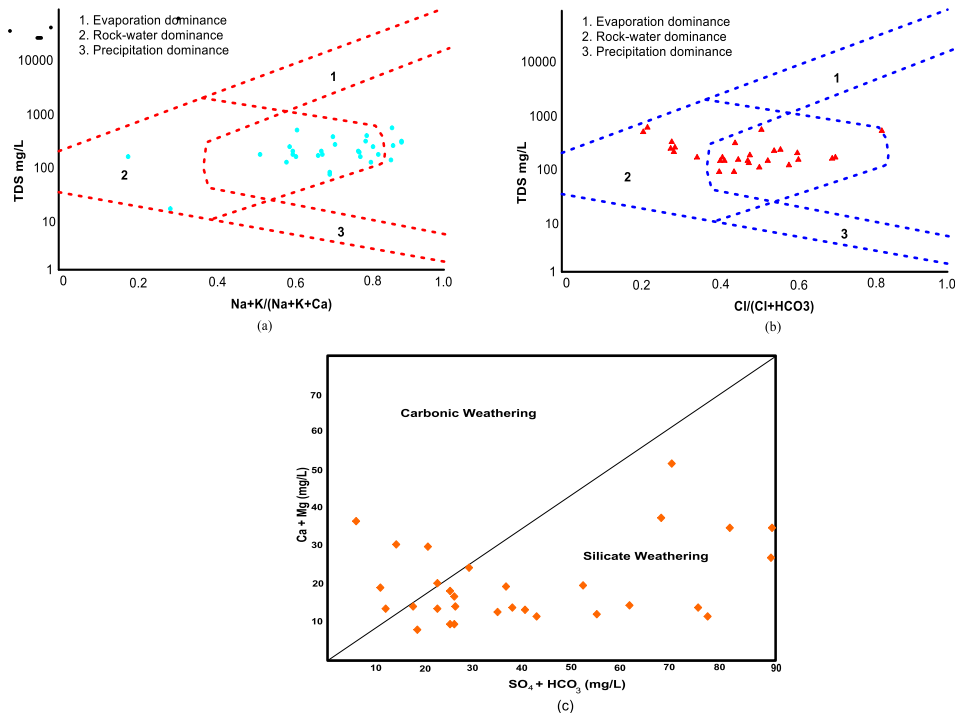 1. Evaporation dominance
2. Rock-water dominance
3. Precipitation dominance
10000
1000
100
10
1
TDS mg/L
1
2
3
0 0.2 0.4 0.6 0.8 1.0
Na+K/(Na+K+Ca)
(a)
1. Evaporation dominance
2. Rock-water dominance
3. Precipitation dominance
10000
1000
100
10
1
TDS mg/L
1
2
3
0 0.2 0.4 0.6 0.8 1.0
Cl/(Cl+HCO3)
(b)
70
60
50
40
30
20
10
Ca + Mg (mg/L)
Carbonic Weathering
Silicate Weathering
10 20 30 40 50 60 70 80 90
SO₄ + HCO₃ (mg/L)
(c)